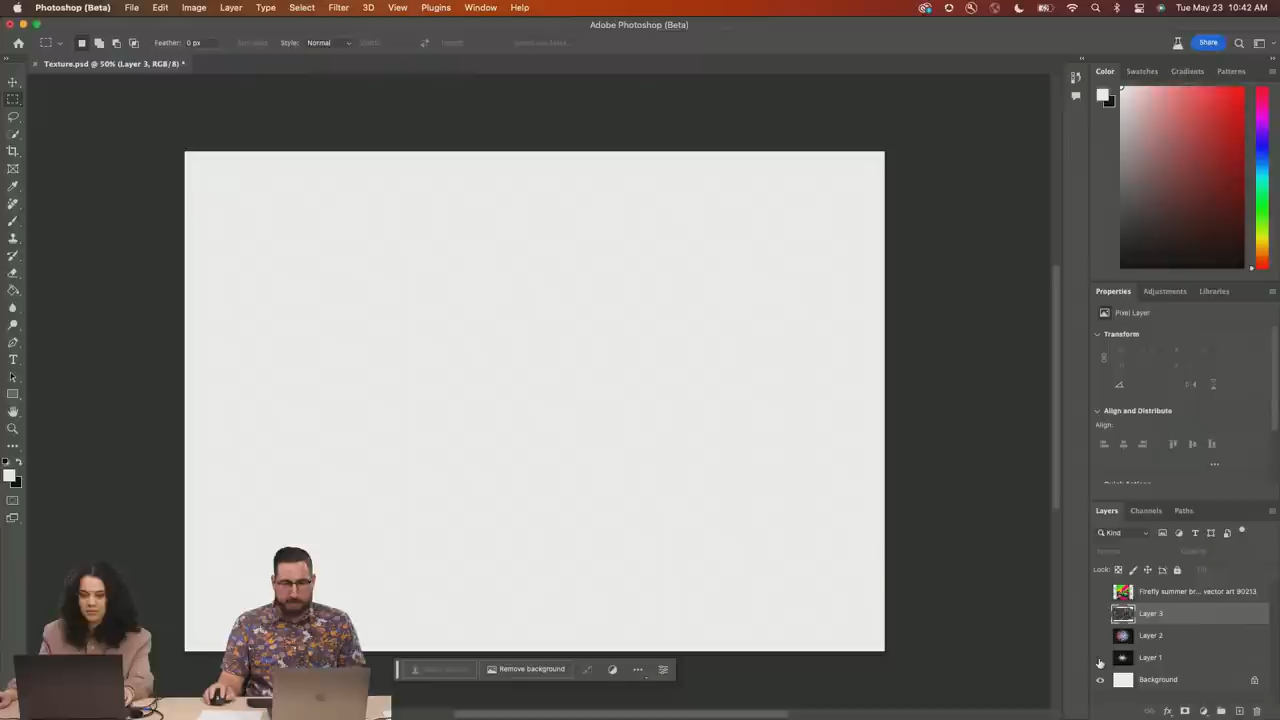 Photoshop (Beta) File Edit Image Layer Type Select Filter 3D View Plugins Window Help Tue May 23 10:42 AM
Adobe Photoshop (Beta)
Feather: 0 px Style: Normal Share
Texture.psd @ 50% (Layer 3, RGB/8) *
Color Swatches Gradients Patterns
Properties Adjustments Libraries
Pixel Layer
Transform
Align and Distribute
Align:
Layers Channels Paths
Kind
Lock:
Firefly summer br... vector art 90213
Layer 3
Layer 2
Layer 1
Background
Remove background